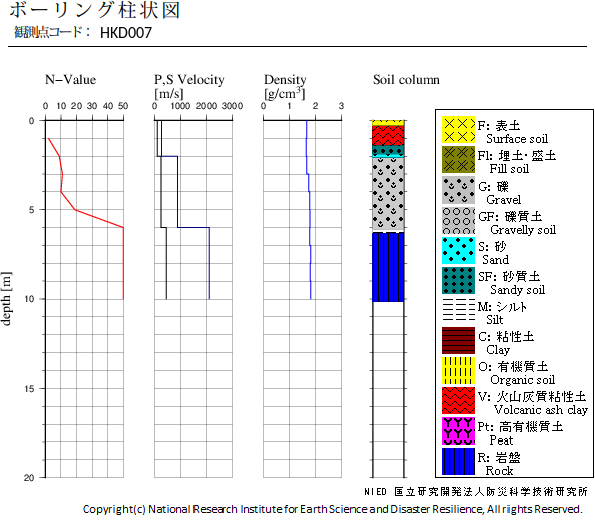 ボーリング柱状図
観測点コード： HKD007
N−Value
P,S Velocity
[m/s]
Density
[g/cm³]
Soil column
0 10 20 30 40 50
0 1000 2000 3000
0 1 2 3
0
5
10
15
20
depth [m]
F: 表土
Surface soil
Fl: 埋土・盛土
Fill soil
G: 礫
Gravel
GF: 礫質土
Gravelly soil
S: 砂
Sand
SF: 砂質土
Sandy soil
M: シルト
Silt
C: 粘性土
Clay
O: 有機質土
Organic soil
V: 火山灰質粘性土
Volcanic ash clay
Pt: 高有機質土
Peat
R: 岩盤
Rock
NIED 国立研究開発法人防災科学技術研究所
Copyright(c) National Research Institute for Earth Science and Disaster Resilience, All rights Reserved.